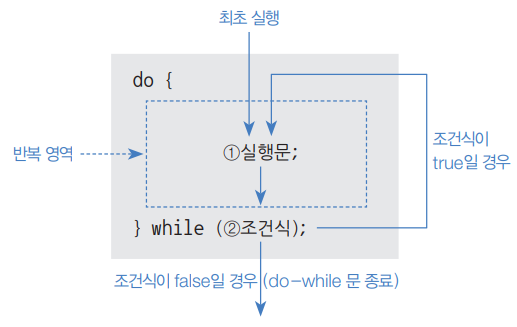 최초 실행
do {
반복 영역
①실행문;
조건식이
true일 경우
} while (②조건식);
조건식이 false일 경우 (do-while 문 종료)